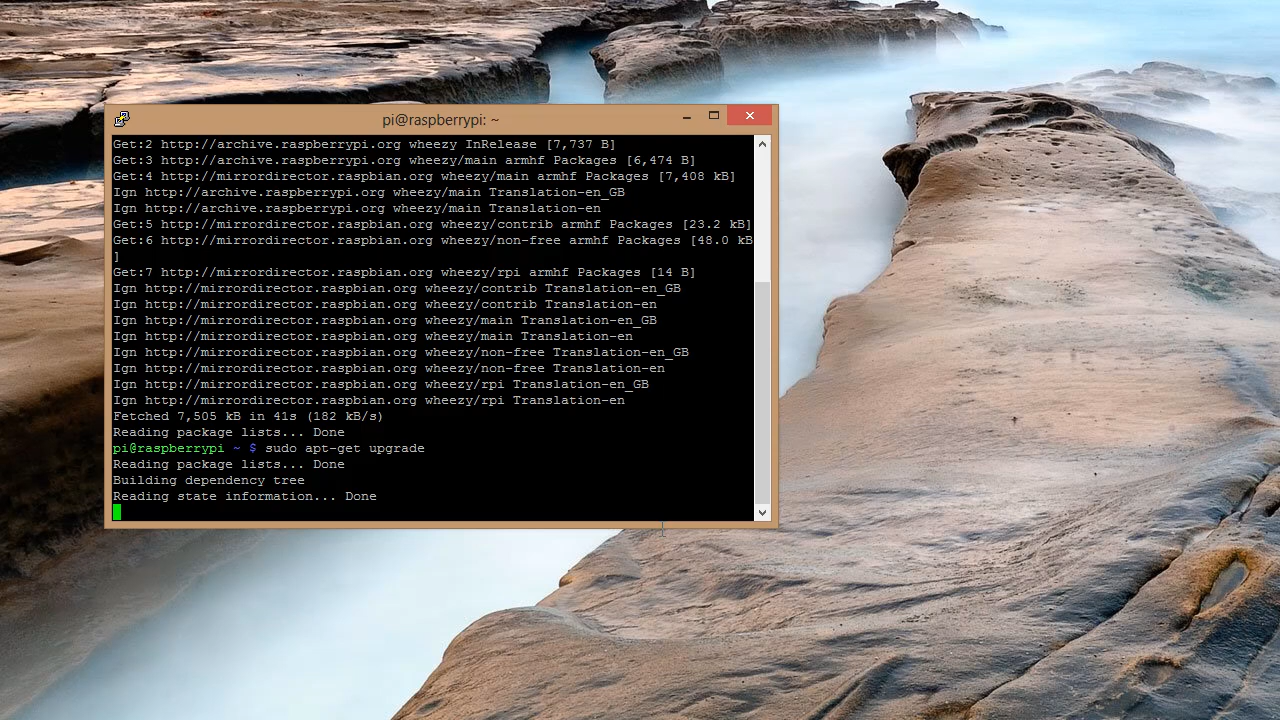 pi@raspberrypi: ~
Get:2 http://archive.raspberrypi.org wheezy InRelease [7,737 B]
Get:3 http://archive.raspberrypi.org wheezy/main armhf Packages [6,474 B]
Get:4 http://mirrordirector.raspbian.org wheezy/main armhf Packages [7,408 kB]
Ign http://archive.raspberrypi.org wheezy/main Translation-en_GB
Ign http://archive.raspberrypi.org wheezy/main Translation-en
Get:5 http://mirrordirector.raspbian.org wheezy/contrib armhf Packages [23.2 kB]
Get:6 http://mirrordirector.raspbian.org wheezy/non-free armhf Packages [48.0 kB
]
Get:7 http://mirrordirector.raspbian.org wheezy/rpi armhf Packages [14 B]
Ign http://mirrordirector.raspbian.org wheezy/contrib Translation-en_GB
Ign http://mirrordirector.raspbian.org wheezy/contrib Translation-en
Ign http://mirrordirector.raspbian.org wheezy/main Translation-en_GB
Ign http://mirrordirector.raspbian.org wheezy/main Translation-en
Ign http://mirrordirector.raspbian.org wheezy/non-free Translation-en_GB
Ign http://mirrordirector.raspbian.org wheezy/non-free Translation-en
Ign http://mirrordirector.raspbian.org wheezy/rpi Translation-en_GB
Ign http://mirrordirector.raspbian.org wheezy/rpi Translation-en
Fetched 7,505 kB in 41s (182 kB/s)
Reading package lists... Done
pi@raspberrypi ~ $ sudo apt-get upgrade
Reading package lists... Done
Building dependency tree
Reading state information... Done